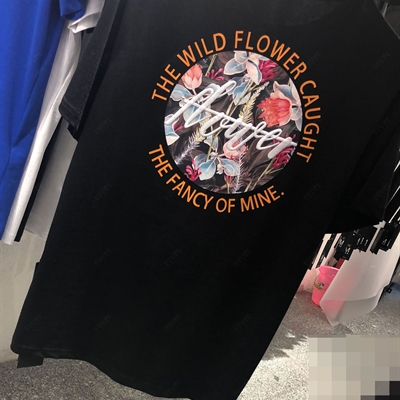 THE WILD FLOWER CAUGHT
THE FANCY OF MINE.